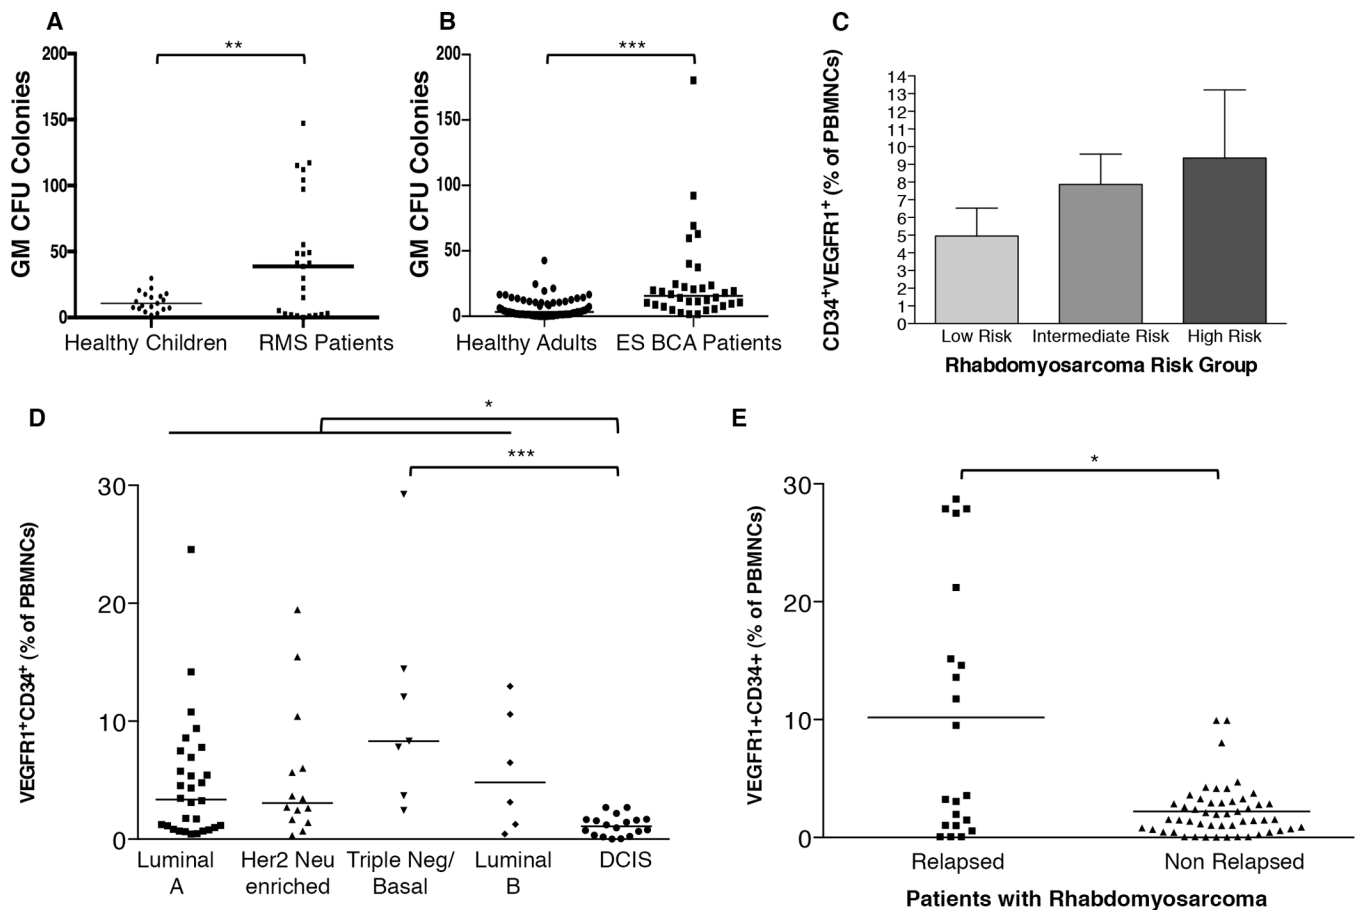 A
**
GM CFU Colonies
200
150
100
50
0
Healthy Children
RMS Patients
B
***
GM CFU Colonies
200
150
100
50
0
Healthy Adults
ES BCA Patients
C
CD34+VEGFR1+ (% of PBMNCs)
14
13
12
11
10
9
8
7
6
5
4
3
2
1
0
Low Risk
Intermediate Risk
High Risk
Rhabdomyosarcoma Risk Group
D
*
***
VEGFR1+CD34+ (% of PBMNCs)
30
20
10
0
Luminal
A
Her2 Neu
enriched
Triple Neg/
Basal
Luminal
B
DCIS
E
*
VEGFR1+CD34+ (% of PBMNCs)
30
20
10
0
Relapsed
Non Relapsed
Patients with Rhabdomyosarcoma